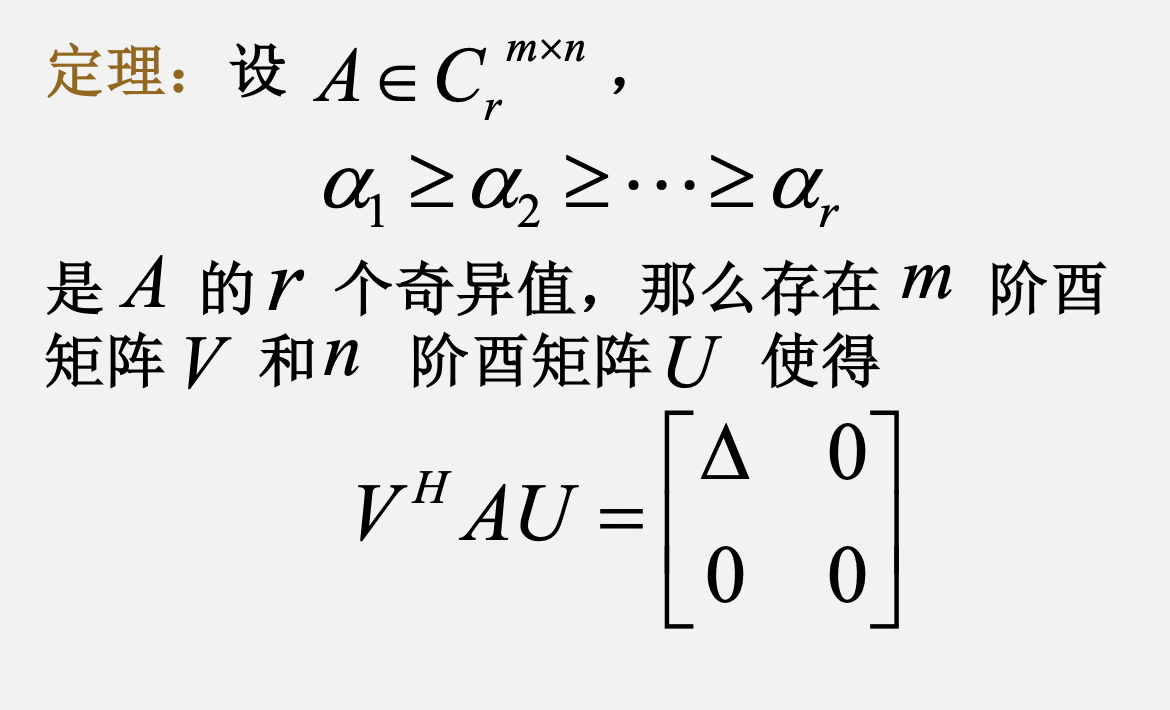 定理：设 $A \in C_r^{m \times n}$ ，
$\alpha_1 \geq \alpha_2 \geq \cdots \geq \alpha_r$
是 $A$ 的 $r$ 个奇异值，那么存在 $m$ 阶酉
矩阵 $V$ 和 $n$ 阶酉矩阵 $U$ 使得
$V^H A U = \begin{bmatrix} \Delta & 0 \\ 0 & 0 \end{bmatrix}$